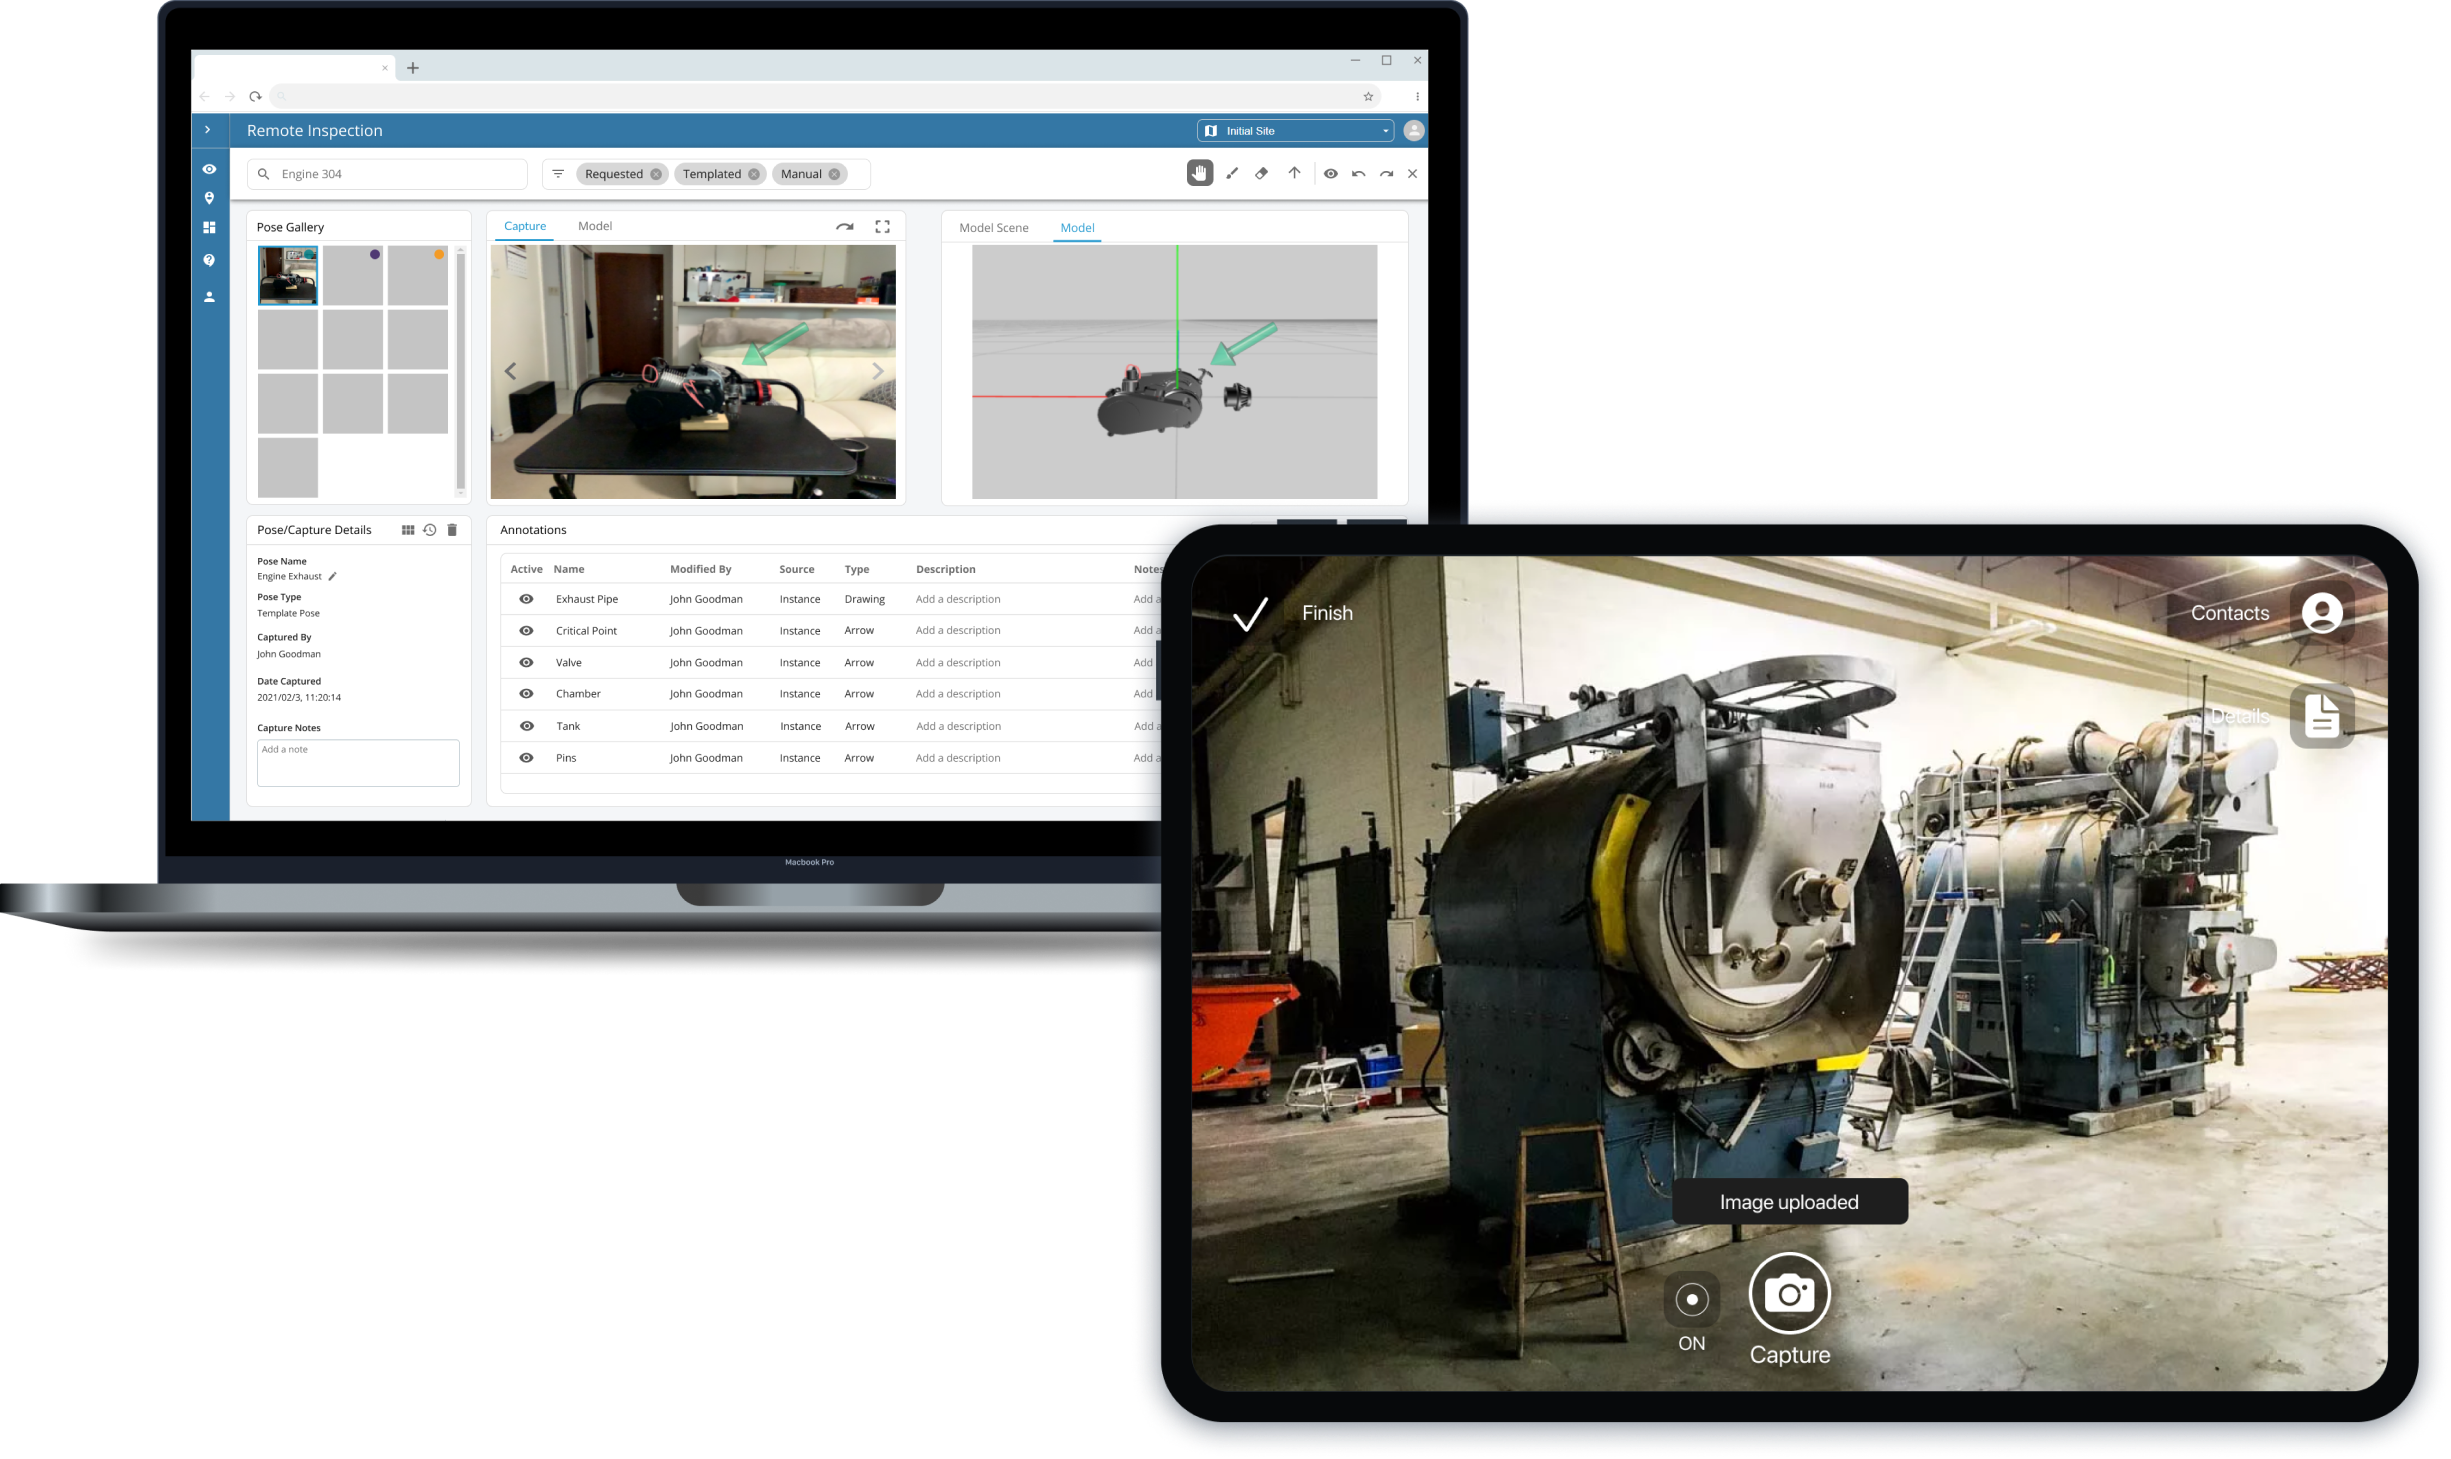 Remote Inspection
Initial Site
Engine 304
Requested
Templated
Manual
Pose Gallery
Capture
Model
Model Scene
Model
Pose/Capture Details
Pose Name
Engine Exhaust
Pose Type
Template Pose
Captured By
John Goodman
Date Captured
2021/02/3, 11:20:14
Capture Notes
Add a note
Annotations
Active Name Modified By Source Type Description Notes
Exhaust Pipe John Goodman Instance Drawing Add a description Add a
Critical Point John Goodman Instance Arrow Add a description Add a
Valve John Goodman Instance Arrow Add a description Add
Chamber John Goodman Instance Arrow Add a description Add
Tank John Goodman Instance Arrow Add a description Add a
Pins John Goodman Instance Arrow Add a description Add a
Macbook Pro
Finish
Contacts
Details
Image uploaded
ON
Capture